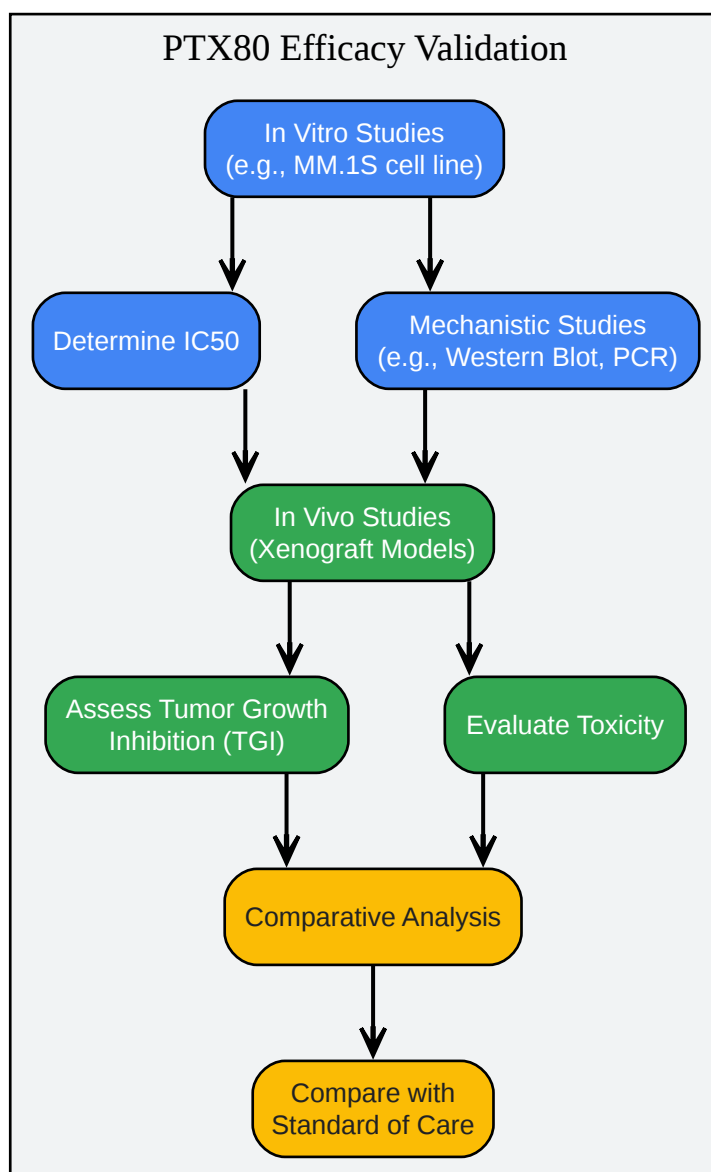 PTX80 Efficacy Validation
In Vitro Studies
(e.g., MM.1S cell line)
Determine IC50
Mechanistic Studies
(e.g., Western Blot, PCR)
In Vivo Studies
(Xenograft Models)
Assess Tumor Growth
Inhibition (TGI)
Evaluate Toxicity
Comparative Analysis
Compare with
Standard of Care